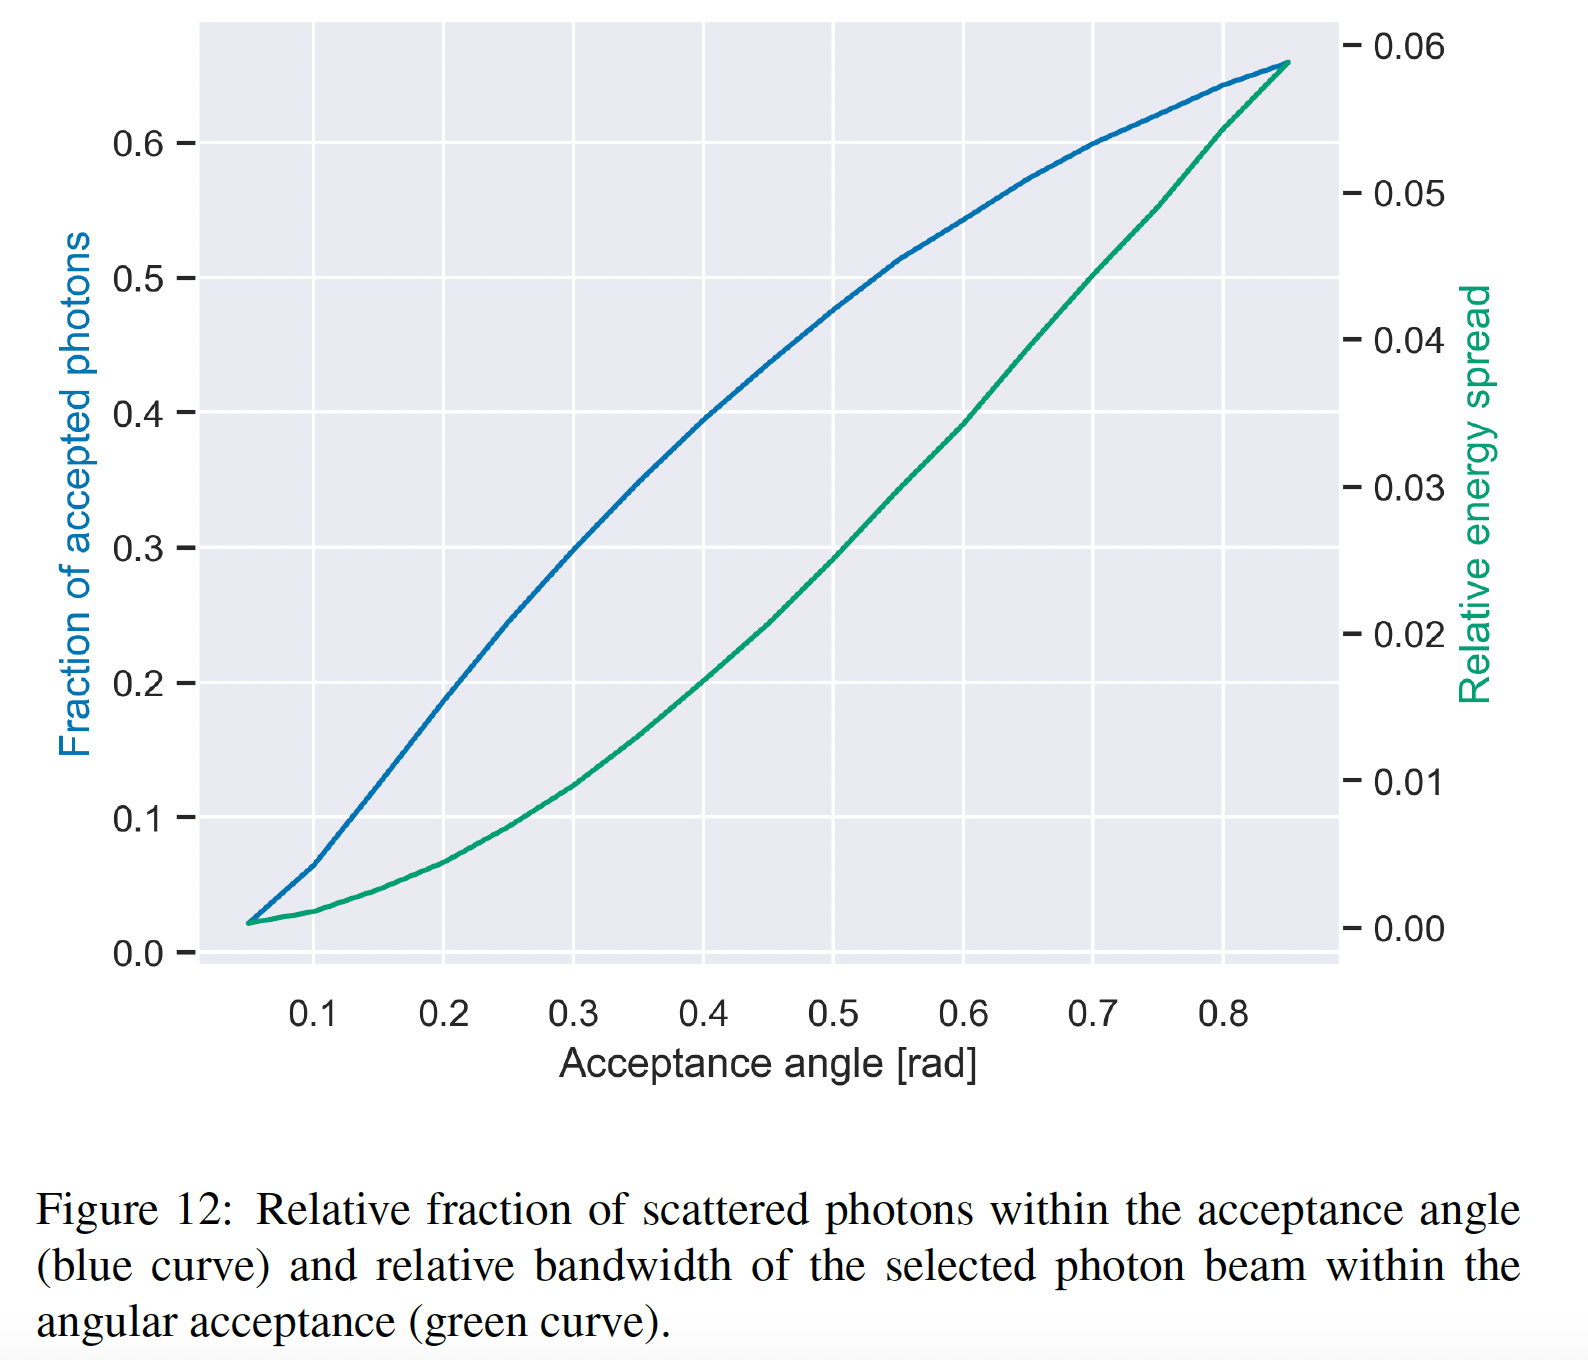 0.6
0.5
0.4
0.3
0.2
0.1
0.0
Fraction of accepted photons
0.06
0.05
0.04
0.03
0.02
0.01
0.00
Relative energy spread
0.1 0.2 0.3 0.4 0.5 0.6 0.7 0.8
Acceptance angle [rad]
Figure 12: Relative fraction of scattered photons within the acceptance angle
(blue curve) and relative bandwidth of the selected photon beam within the
angular acceptance (green curve).